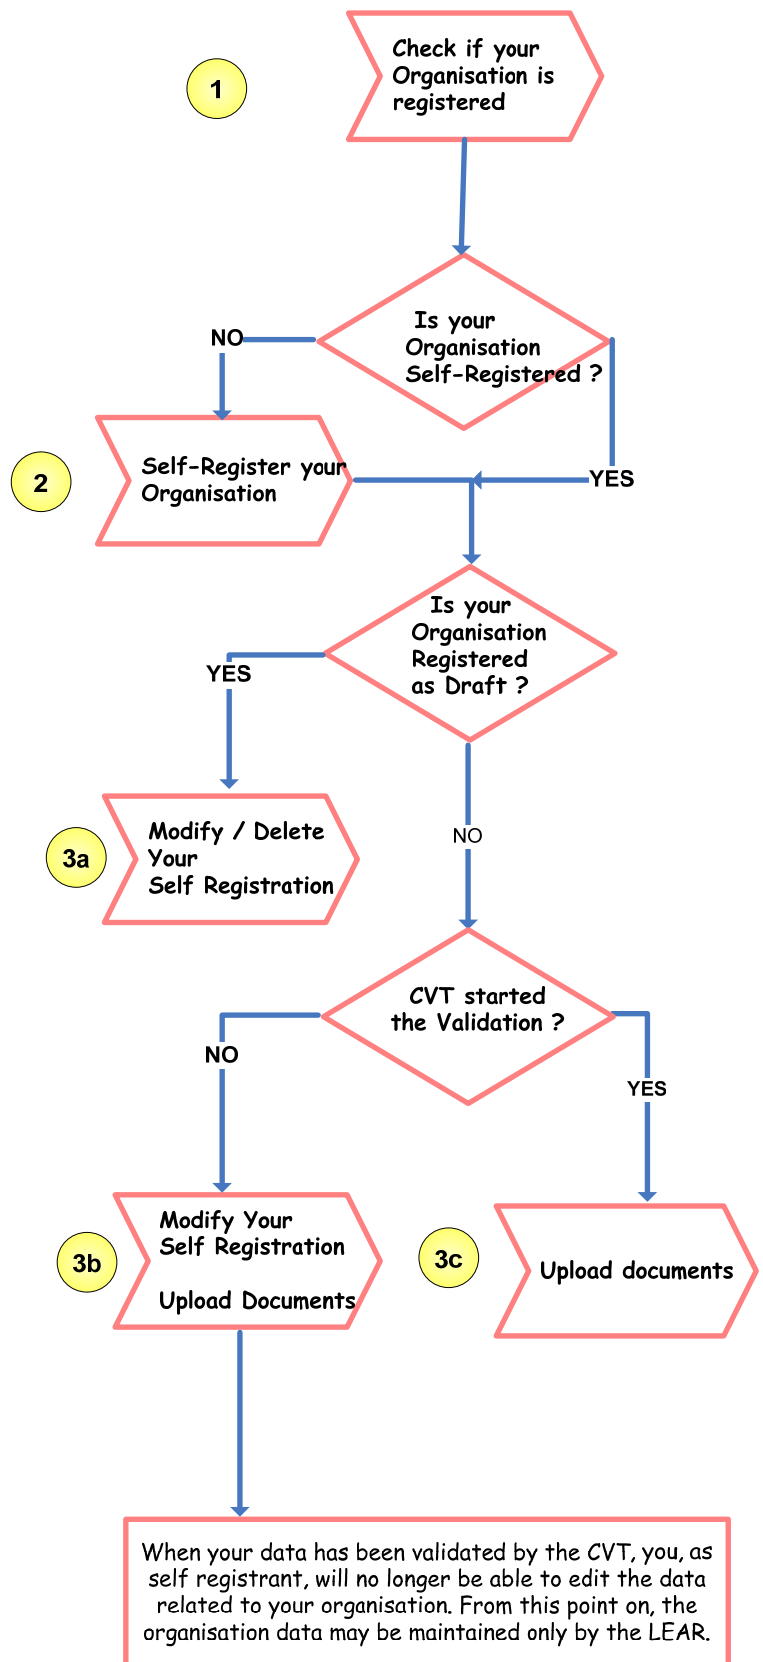 1
Check if your
Organisation is
registered
Is your
Organisation
Self-Registered ?
NO
YES
2
Self-Register your
Organisation
Is your
Organisation
Registered
as Draft ?
YES
NO
3a
Modify / Delete
Your
Self Registration
CVT started
the Validation ?
NO
YES
3b
Modify Your
Self Registration
Upload Documents
3c
Upload documents
When your data has been validated by the CVT, you, as
self registrant, will no longer be able to edit the data
related to your organisation. From this point on, the
organisation data may be maintained only by the LEAR.